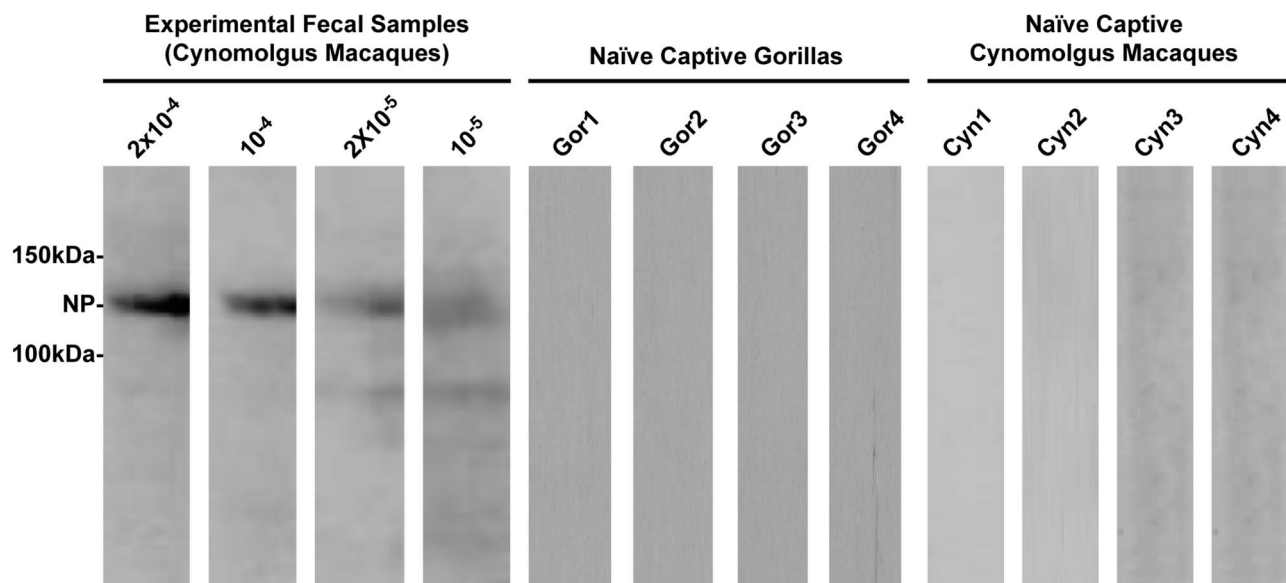 Experimental Fecal Samples
(Cynomolgus Macaques)
Naïve Captive Gorillas
Naïve Captive
Cynomolgus Macaques
2x10-4
10-4
2X10-5
10-5
Gor1
Gor2
Gor3
Gor4
Cyn1
Cyn2
Cyn3
Cyn4
150kDa-
NP-
100kDa-